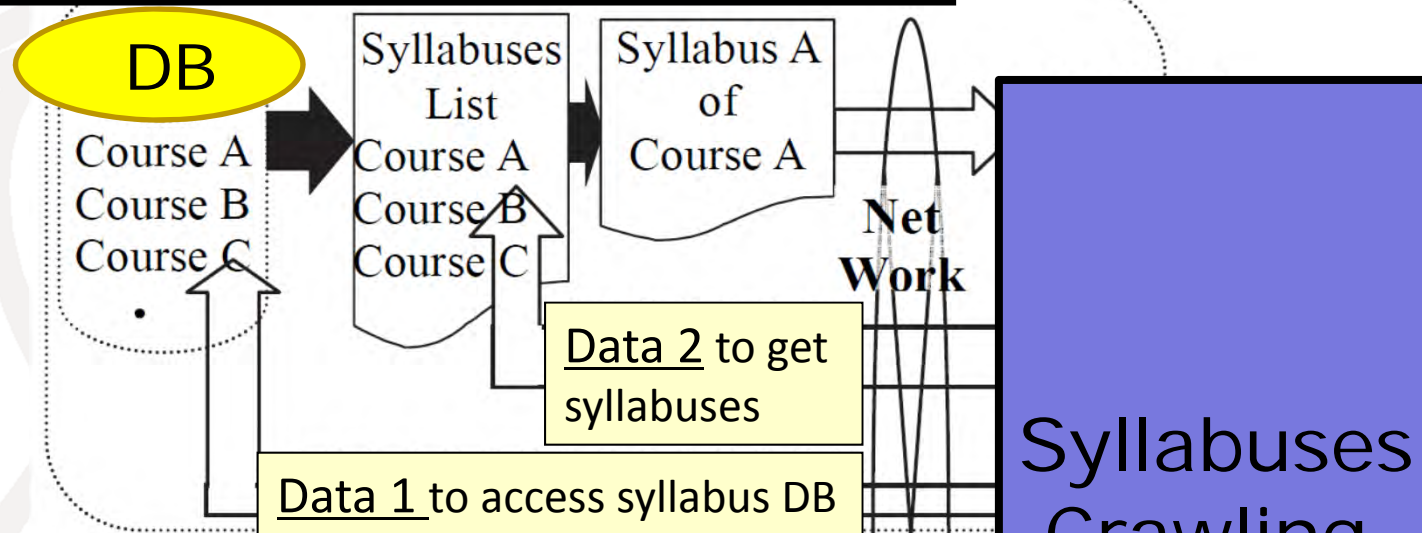 DB
Course A
Course B
Course C
Syllabuses
List
Course A
Course B
Course C
Syllabus A
of
Course A
Net
Work
Data 2 to get
syllabuses
Data 1 to access syllabus DB
Syllabuses
Crawling